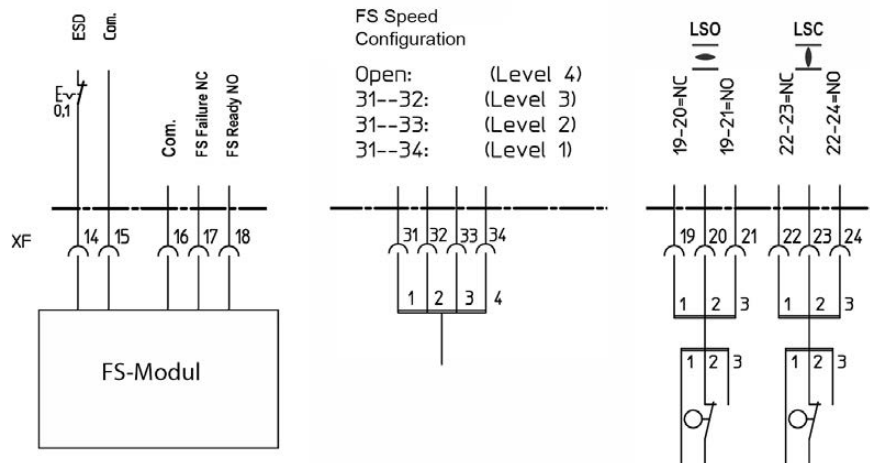 ESD
Com.
E
0,1
Com.
FS Failure NC
FS Ready NO
XF
14
15
16
17
18
FS-Modul
FS Speed
Configuration
Open: (Level 4)
31--32: (Level 3)
31--33: (Level 2)
31--34: (Level 1)
31
32
33
34
1
2
3
4
LSO
LSC
19-20=NC
19-21=NO
22-23=NC
22-24=NO
19
20
21
22
23
24
1
2
3
1
2
3
1
2
3
1
2
3